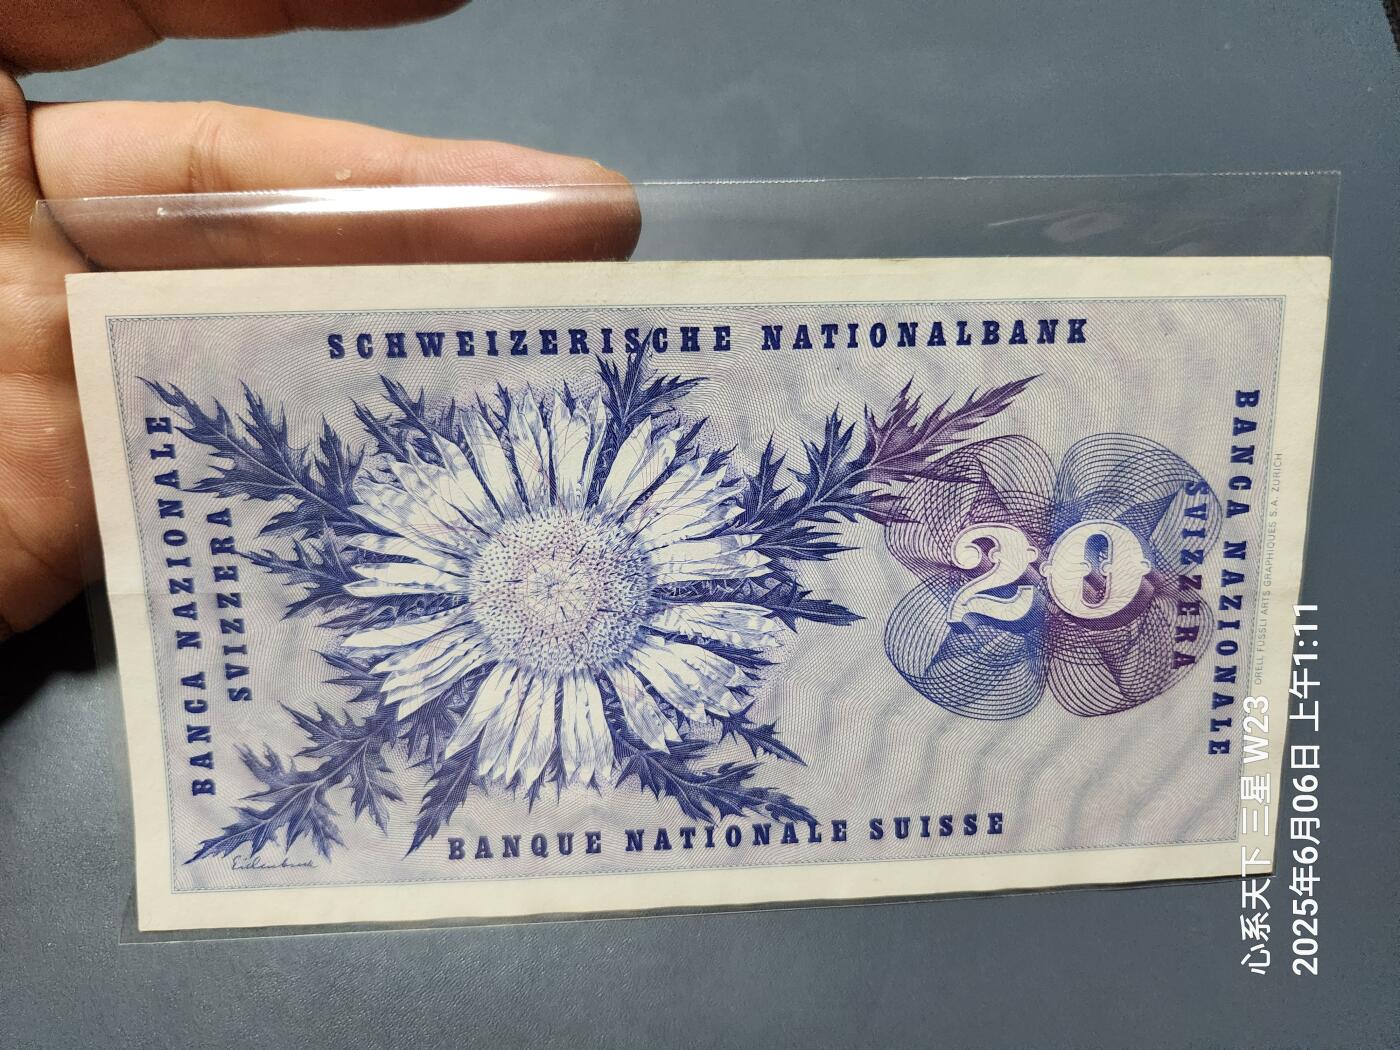 SCHWEIZERISCHE NATIONALBANK
BANCA NAZIONALE
SVIZZERA
20
BANCA NAZIONALE
SVIZZERA
ORELL FÜSSLI ARTS GRAPHIQUES S.A. ZURICH
BANQUE NATIONALE SUISSE
Eidenbenz
心系天下 三星 W23
2025年6月06日 上午1:11